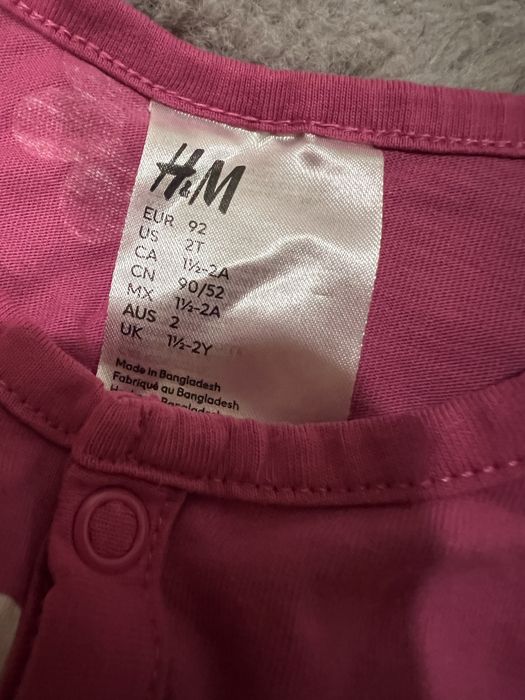 H&M
EUR 92
US 2T
CA 1½-2A
CN 90/52
MX 1½-2A
AUS 2
UK 1½-2Y
Made in Bangladesh
Fabriqué au Bangladesh